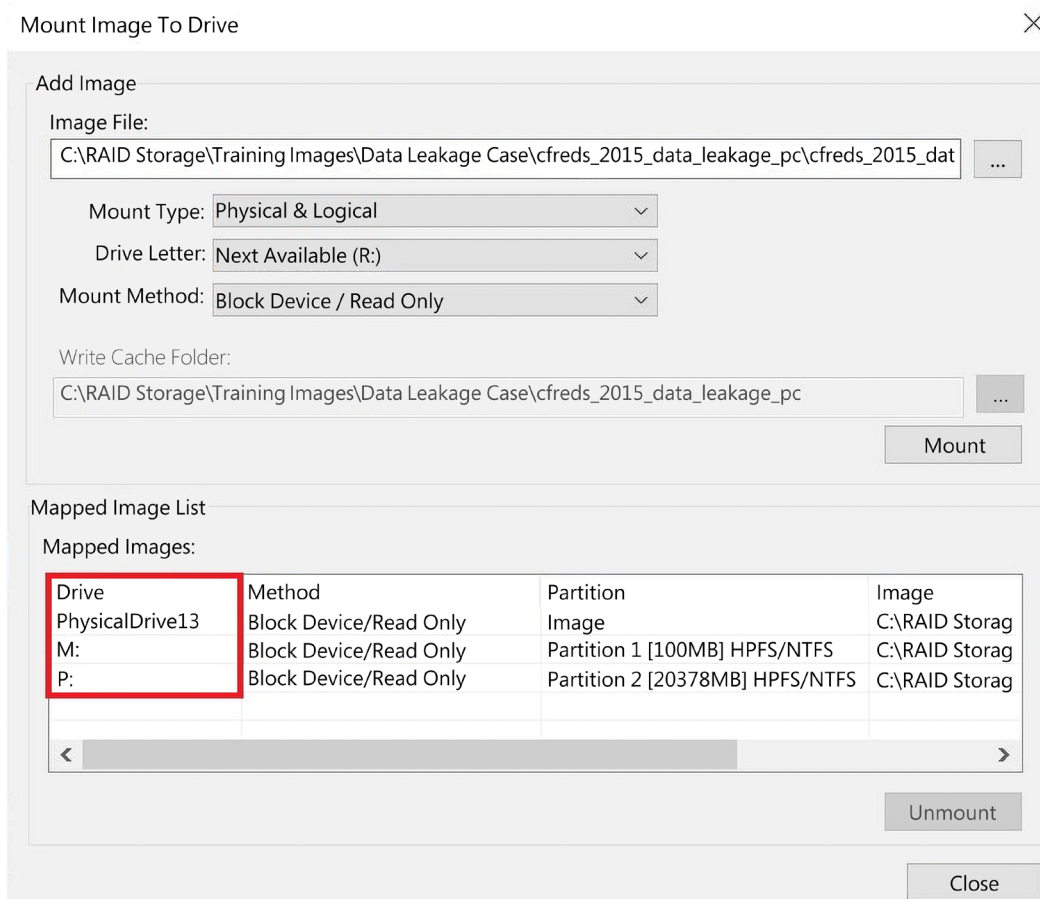 Mount Image To Drive
Add Image
Image File:
C:\RAID Storage\Training Images\Data Leakage Case\cfreds_2015_data_leakage_pc\cfreds_2015_dat ...
Mount Type: Physical & Logical
Drive Letter: Next Available (R:)
Mount Method: Block Device / Read Only
Write Cache Folder:
C:\RAID Storage\Training Images\Data Leakage Case\cfreds_2015_data_leakage_pc ...
Mount
Mapped Image List
Mapped Images:
Drive Method Partition Image
PhysicalDrive13 Block Device/Read Only Image C:\RAID Storag
M: Block Device/Read Only Partition 1 [100MB] HPFS/NTFS C:\RAID Storag
P: Block Device/Read Only Partition 2 [20378MB] HPFS/NTFS C:\RAID Storag
Unmount
Close